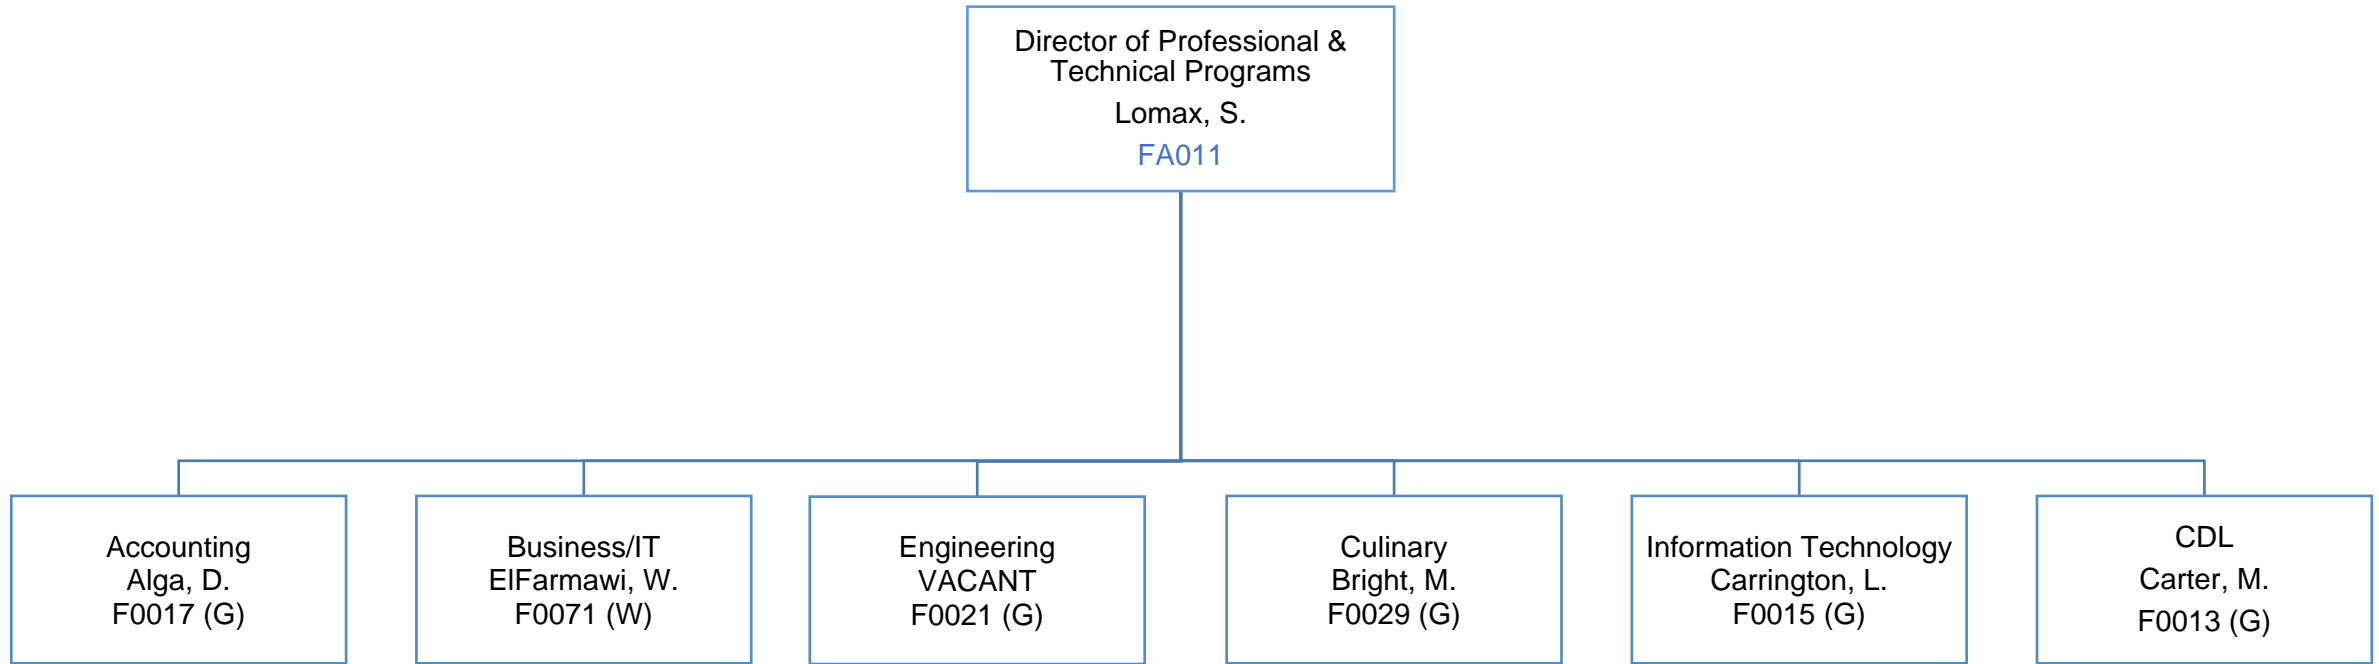 Director of Professional &
Technical Programs
Lomax, S.
FA011
Accounting
Alga, D.
F0017 (G)
Business/IT
ElFarmawi, W.
F0071 (W)
Engineering
VACANT
F0021 (G)
Culinary
Bright, M.
F0029 (G)
Information Technology
Carrington, L.
F0015 (G)
CDL
Carter, M.
F0013 (G)